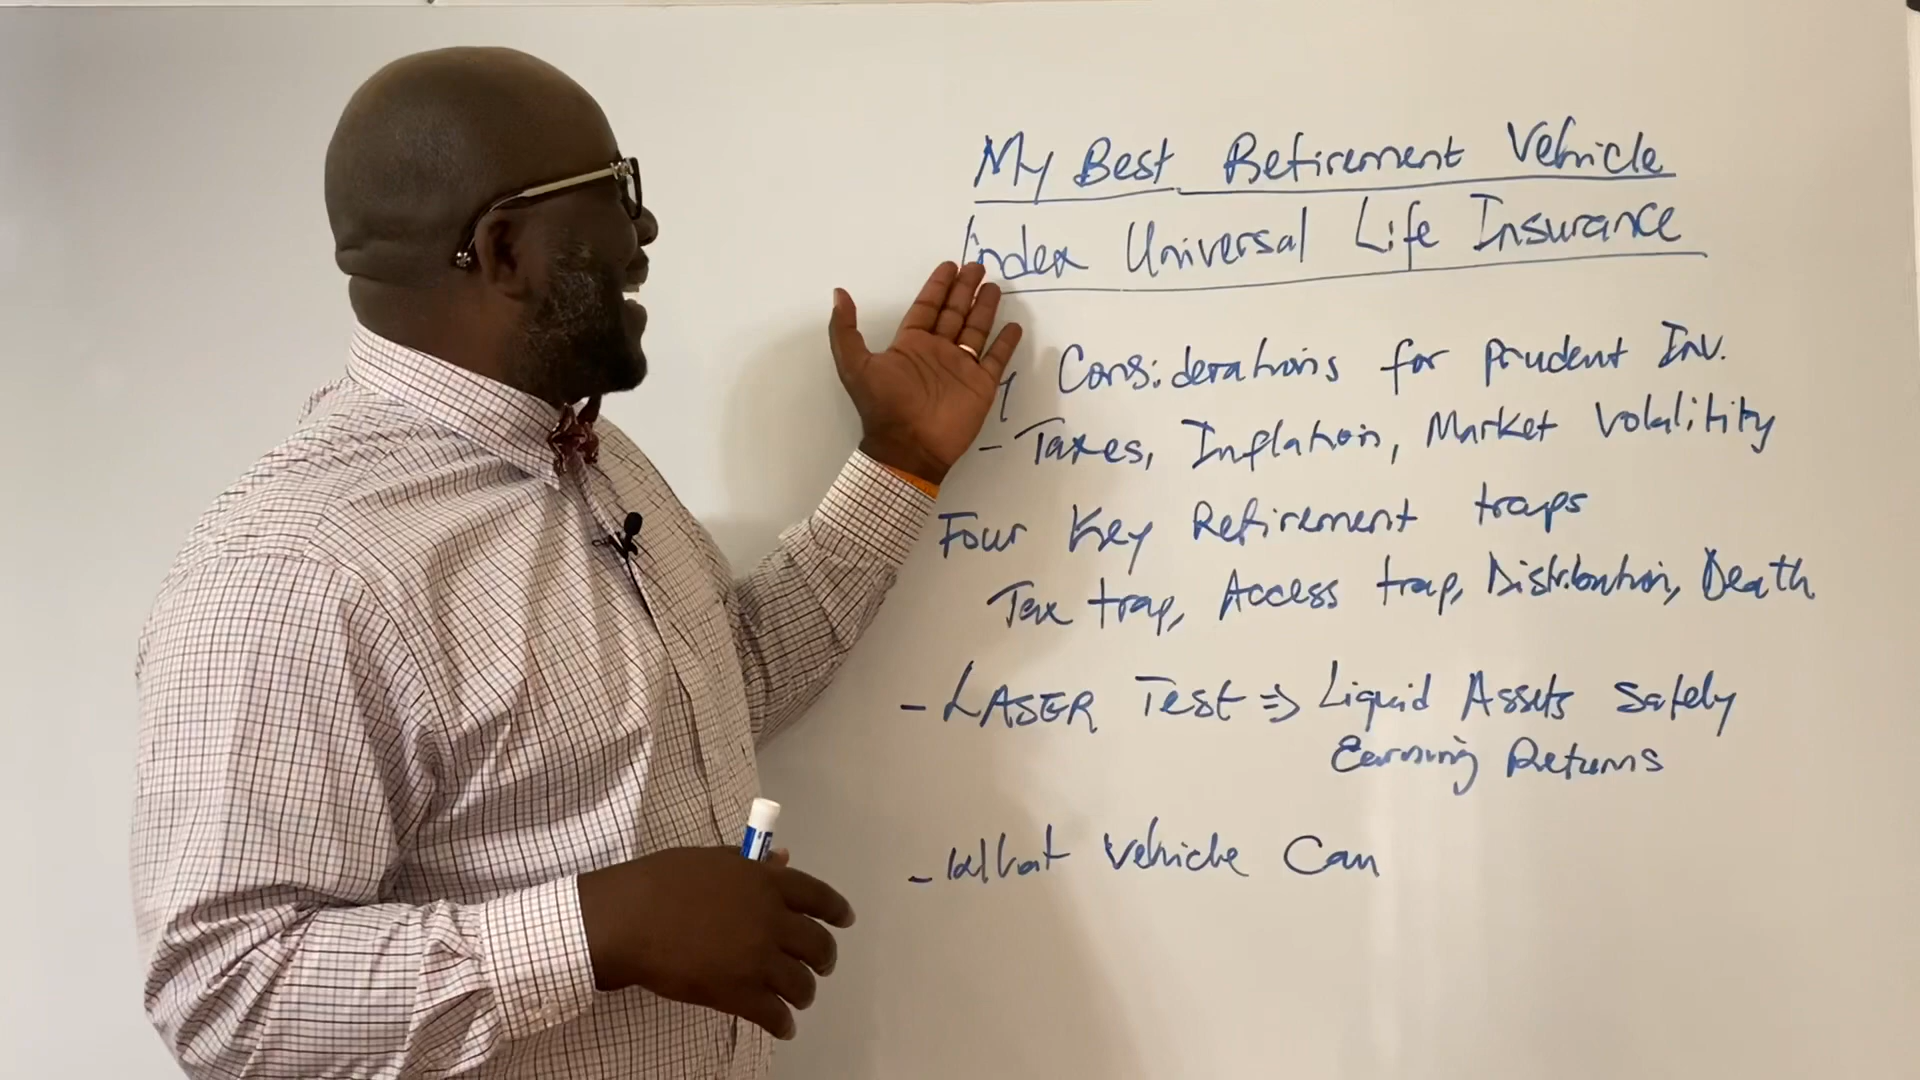 My Best Retirement Vehicle
Index Universal Life Insurance
y Considerations for prudent Inv.
- Taxes, Inflation, Market Volalitity
Four Key Retirement traps
Tax trap, Access trap, Distribution, Death
- LASER Test => Liquid Assets Safely
Earning Returns
- What Vehicle Can